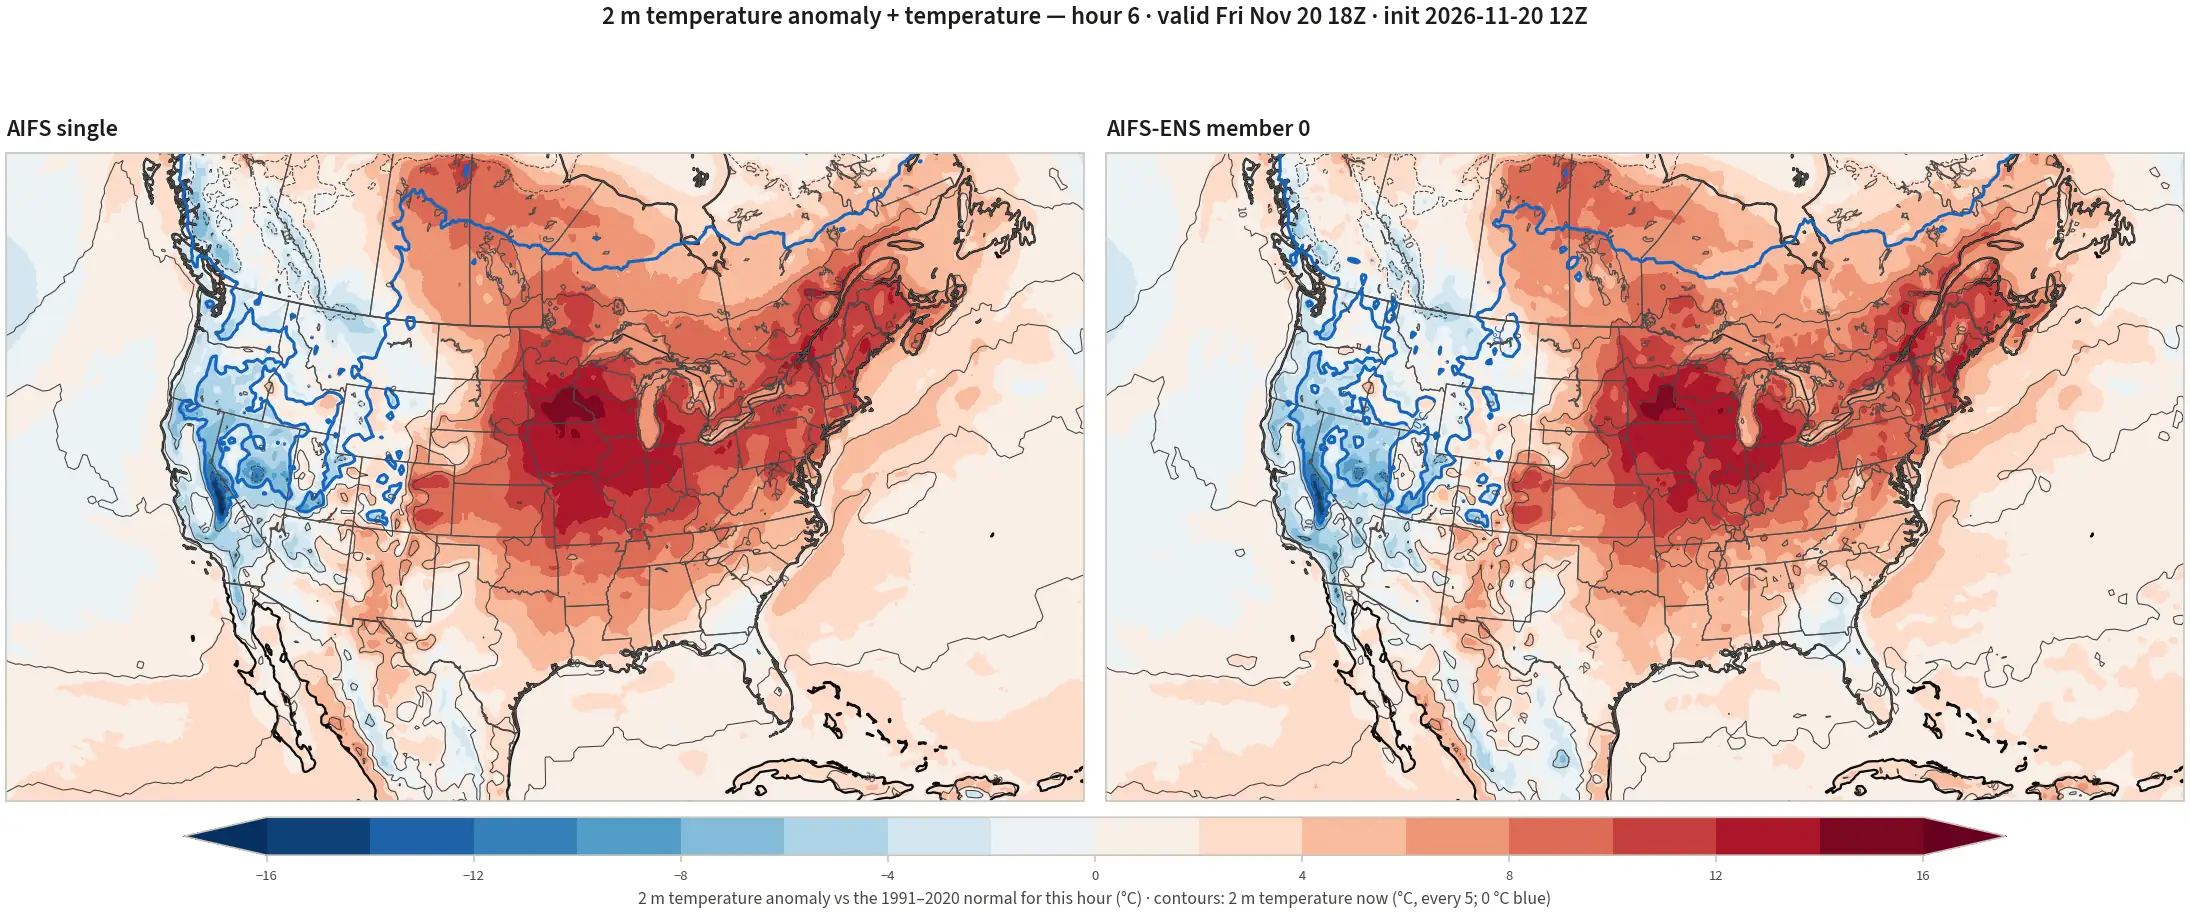 2 m temperature anomaly + temperature — hour 6 · valid Fri Nov 20 18Z · init 2026-11-20 12Z
AIFS single
AIFS-ENS member 0
−16 −12 −8 −4 0 4 8 12 16
2 m temperature anomaly vs the 1991–2020 normal for this hour (°C) · contours: 2 m temperature now (°C, every 5; 0 °C blue)